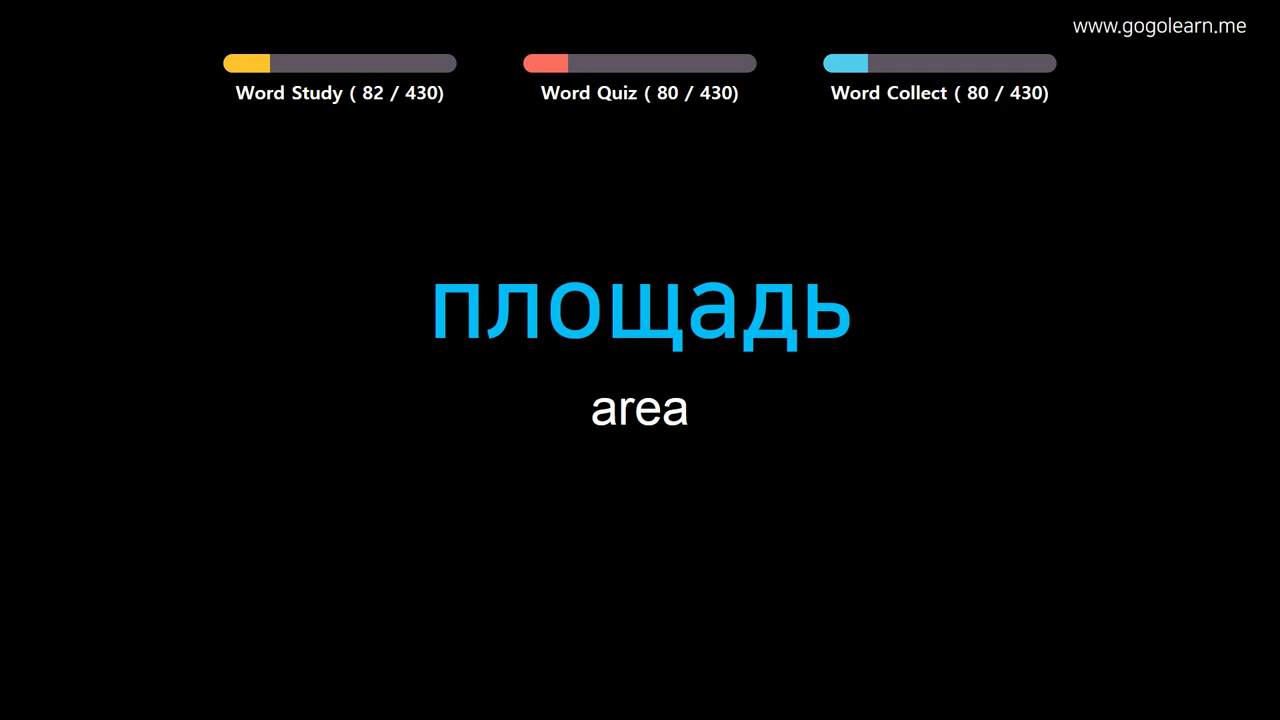 www.gogolearn.me
Word Study ( 82 / 430)
Word Quiz ( 80 / 430)
Word Collect ( 80 / 430)
площадь
area